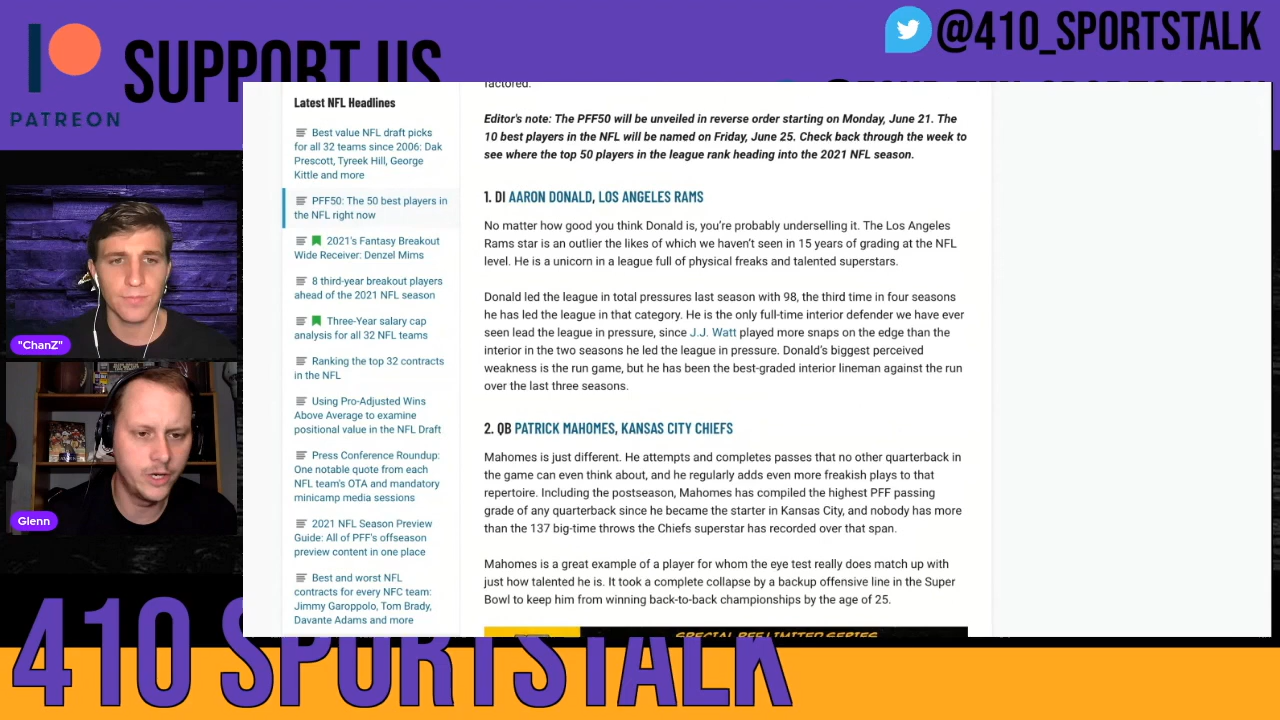 SUPPORT US
PATREON
@410_SPORTSTALK
factored.
Latest NFL Headlines
Best value NFL draft picks
for all 32 teams since 2006: Dak
Prescott, Tyreek Hill, George
Kittle and more
PFF50: The 50 best players in
the NFL right now
2021's Fantasy Breakout
Wide Receiver: Denzel Mims
8 third-year breakout players
ahead of the 2021 NFL season
Three-Year salary cap
analysis for all 32 NFL teams
Ranking the top 32 contracts
in the NFL
Using Pro-Adjusted Wins
Above Average to examine
positional value in the NFL Draft
Press Conference Roundup:
One notable quote from each
NFL team's OTA and mandatory
minicamp media sessions
2021 NFL Season Preview
Guide: All of PFF's offseason
preview content in one place
Best and worst NFL
contracts for every NFC team:
Jimmy Garoppolo, Tom Brady,
Davante Adams and more
Editor's note: The PFF50 will be unveiled in reverse order starting on Monday, June 21. The
10 best players in the NFL will be named on Friday, June 25. Check back through the week to
see where the top 50 players in the league rank heading into the 2021 NFL season.
1. DI AARON DONALD, LOS ANGELES RAMS
No matter how good you think Donald is, you're probably underselling it. The Los Angeles
Rams star is an outlier the likes of which we haven't seen in 15 years of grading at the NFL
level. He is a unicorn in a league full of physical freaks and talented superstars.
Donald led the league in total pressures last season with 98, the third time in four seasons
he has led the league in that category. He is the only full-time interior defender we have ever
seen lead the league in pressure, since J.J. Watt played more snaps on the edge than the
interior in the two seasons he led the league in pressure. Donald's biggest perceived
weakness is the run game, but he has been the best-graded interior lineman against the run
over the last three seasons.
2. QB PATRICK MAHOMES, KANSAS CITY CHIEFS
Mahomes is just different. He attempts and completes passes that no other quarterback in
the game can even think about, and he regularly adds even more freakish plays to that
repertoire. Including the postseason, Mahomes has compiled the highest PFF passing
grade of any quarterback since he became the starter in Kansas City, and nobody has more
than the 137 big-time throws the Chiefs superstar has recorded over that span.
Mahomes is a great example of a player for whom the eye test really does match up with
just how talented he is. It took a complete collapse by a backup offensive line in the Super
Bowl to keep him from winning back-to-back championships by the age of 25.
SPECIAL PFF LIMITED SERIES
"ChanZ"
Glenn
410 SPORTSTALK